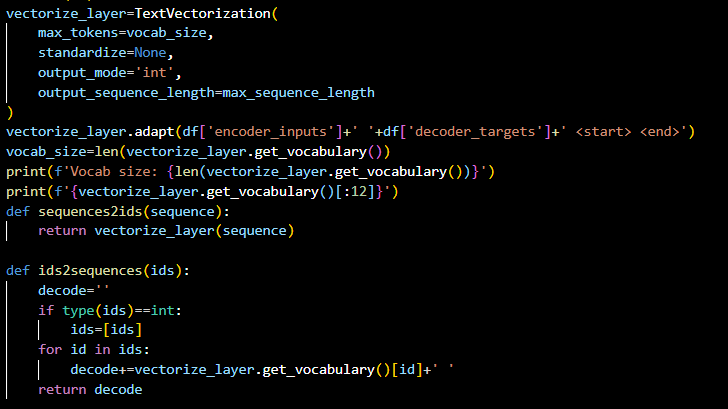 vectorize_layer=TextVectorization(
    max_tokens=vocab_size,
    standardize=None,
    output_mode='int',
    output_sequence_length=max_sequence_length
)
vectorize_layer.adapt(df['encoder_inputs']+' '+df['decoder_targets']+' <start> <end>')
vocab_size=len(vectorize_layer.get_vocabulary())
print(f'Vocab size: {len(vectorize_layer.get_vocabulary())}')
print(f'{vectorize_layer.get_vocabulary()[:12]}')
def sequences2ids(sequence):
    return vectorize_layer(sequence)

def ids2sequences(ids):
    decode=''
    if type(ids)==int:
        ids=[ids]
    for id in ids:
        decode+=vectorize_layer.get_vocabulary()[id]+' '
    return decode